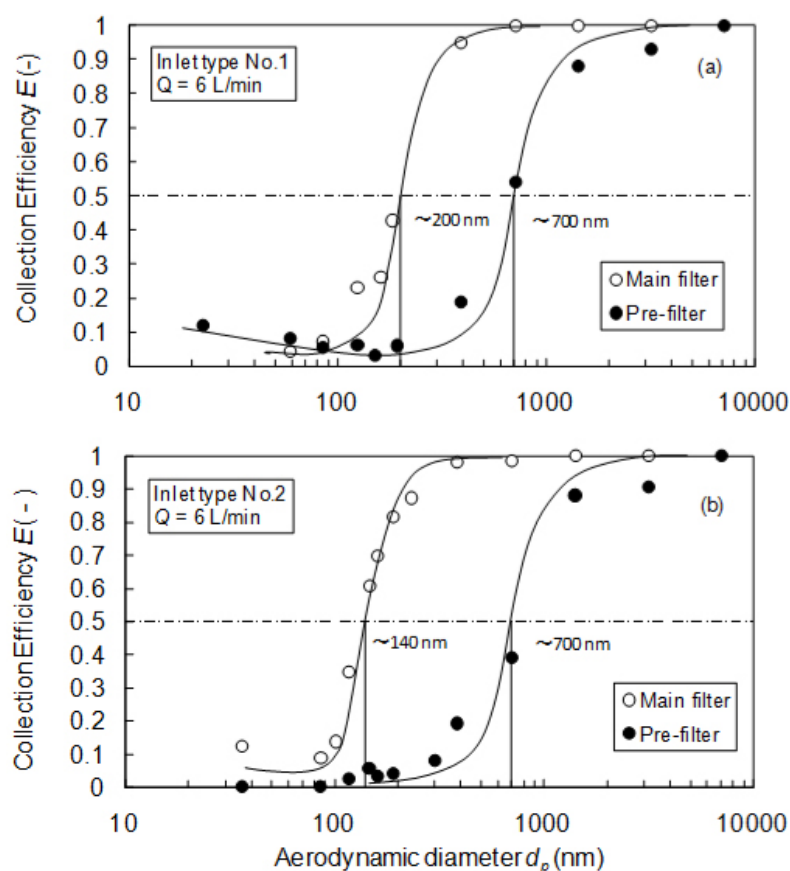 1
0.9
0.8
0.7
0.6
0.5
0.4
0.3
0.2
0.1
0
Collection Efficiency E (-)
Inlet type No.1
Q = 6 L/min
(a)
~200 nm
~700 nm
Main filter
Pre-filter
10 100 1000 10000
1
0.9
0.8
0.7
0.6
0.5
0.4
0.3
0.2
0.1
0
Collection Efficiency E (-)
Inlet type No.2
Q = 6 L/min
(b)
~140 nm
~700 nm
Main filter
Pre-filter
10 100 1000 10000
Aerodynamic diameter dp (nm)